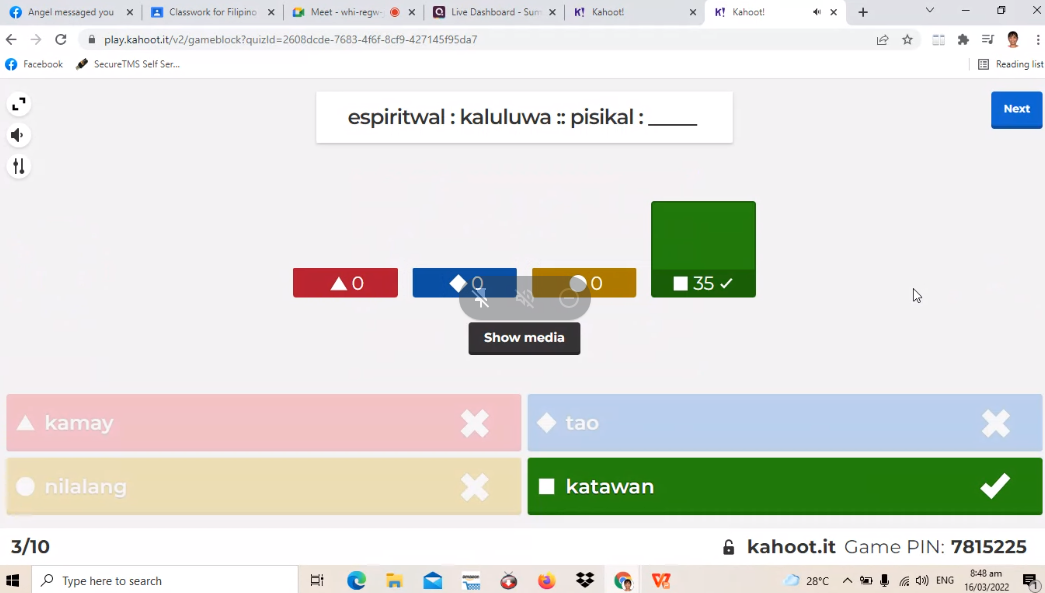 Angel messaged you
Classwork for Filipino
Meet - whi-regw-
Live Dashboard - Sum
Kahoot!
Kahoot!
play.kahoot.it/v2/gameblock?quizId=2608dcde-7683-4f6f-8cf9-427145f95da7
Facebook
SecureTMS Self Ser...
Reading list
espiritwal : kaluluwa :: pisikal : _____
Next
0
0
0
35
Show media
kamay
tao
nilalang
katawan
3/10
kahoot.it Game PIN: 7815225
Type here to search
28°C
ENG
8:48 am
16/03/2022
1